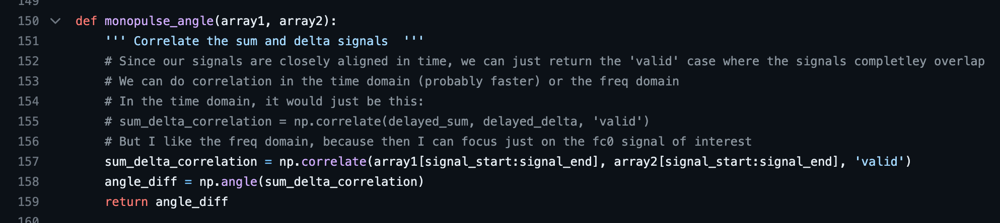 149
150 def monopulse_angle(array1, array2):
151 ''' Correlate the sum and delta signals  '''
152 # Since our signals are closely aligned in time, we can just return the 'valid' case where the signals completley overlap
153 # We can do correlation in the time domain (probably faster) or the freq domain
154 # In the time domain, it would just be this:
155 # sum_delta_correlation = np.correlate(delayed_sum, delayed_delta, 'valid')
156 # But I like the freq domain, because then I can focus just on the fc0 signal of interest
157 sum_delta_correlation = np.correlate(array1[signal_start:signal_end], array2[signal_start:signal_end], 'valid')
158 angle_diff = np.angle(sum_delta_correlation)
159 return angle_diff
160